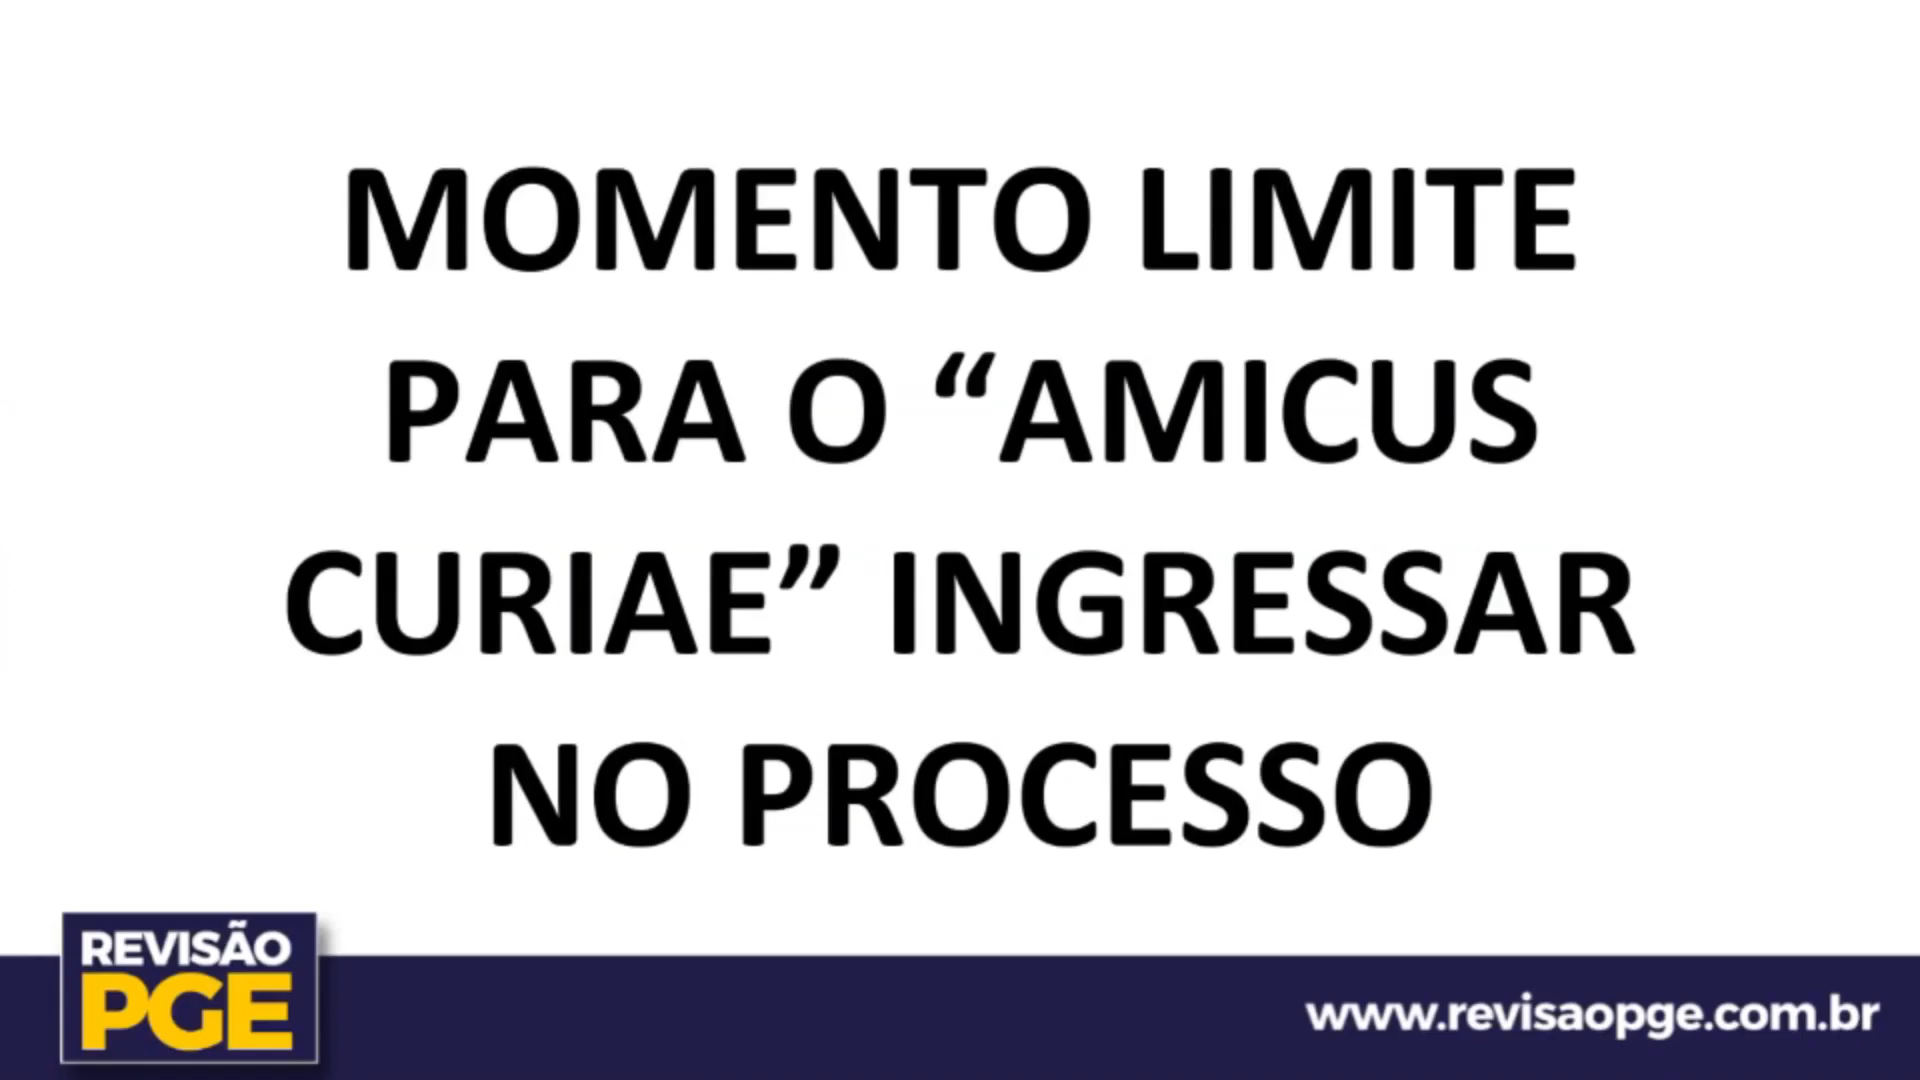 MOMENTO LIMITE
PARA O “AMICUS
CURIAE” INGRESSAR
NO PROCESSO
REVISÃO
PGE
www.revisaopge.com.br